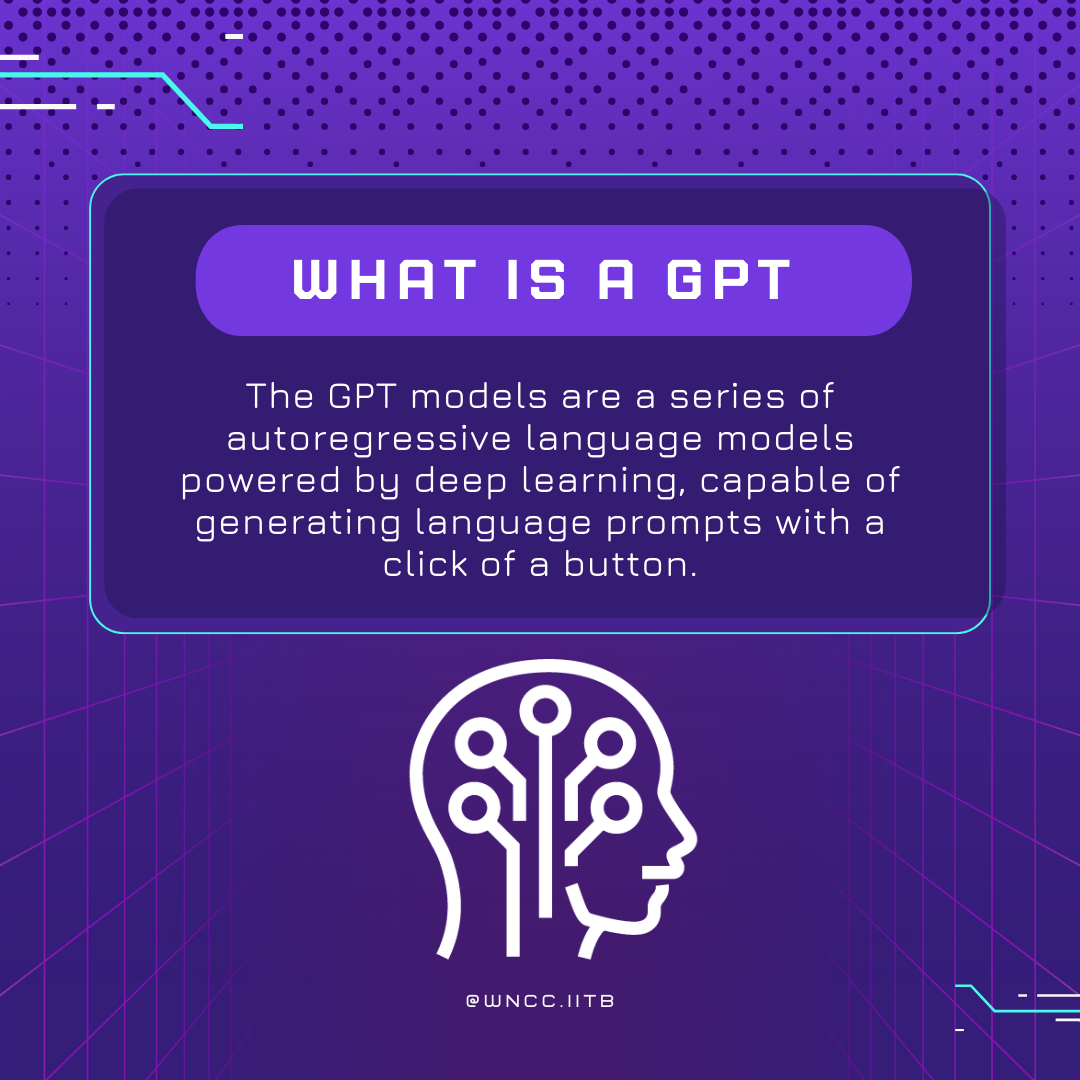 WHAT IS A GPT
The GPT models are a series of
autoregressive language models
powered by deep learning, capable of
generating language prompts with a
click of a button.
@WNCC.IITB